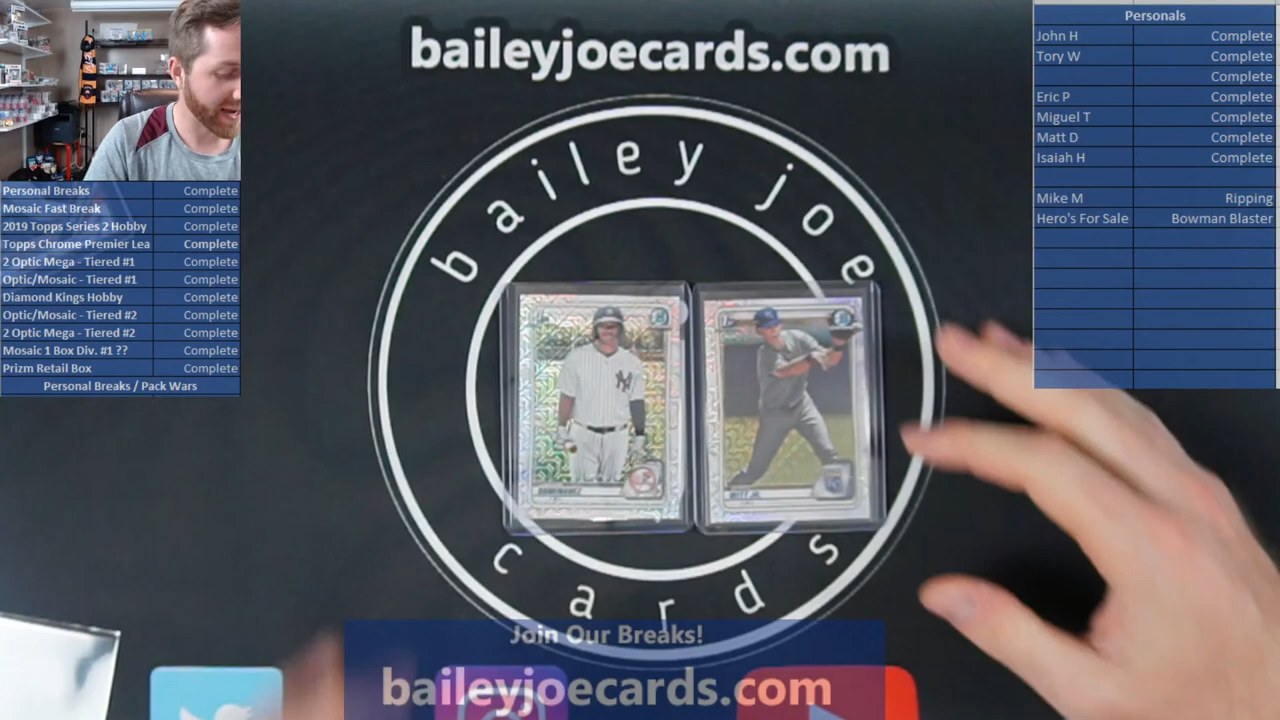 baileyjoecards.com
Personal Breaks Complete
Mosaic Fast Break Complete
2019 Topps Series 2 Hobby Complete
Topps Chrome Premier Lea Complete
2 Optic Mega - Tiered #1 Complete
Optic/Mosaic - Tiered #1 Complete
Diamond Kings Hobby Complete
Optic/Mosaic - Tiered #2 Complete
2 Optic Mega - Tiered #2 Complete
Mosaic 1 Box Div. #1 ?? Complete
Prizm Retail Box Complete
Personal Breaks / Pack Wars
Personals
John H Complete
Tory W Complete
Complete
Eric P Complete
Miguel T Complete
Matt D Complete
Isaiah H Complete
Mike M Ripping
Hero's For Sale Bowman Blaster
bailey joe
DOMINGUEZ
WITT JR.
cards
Join Our Breaks!
baileyjoecards.com